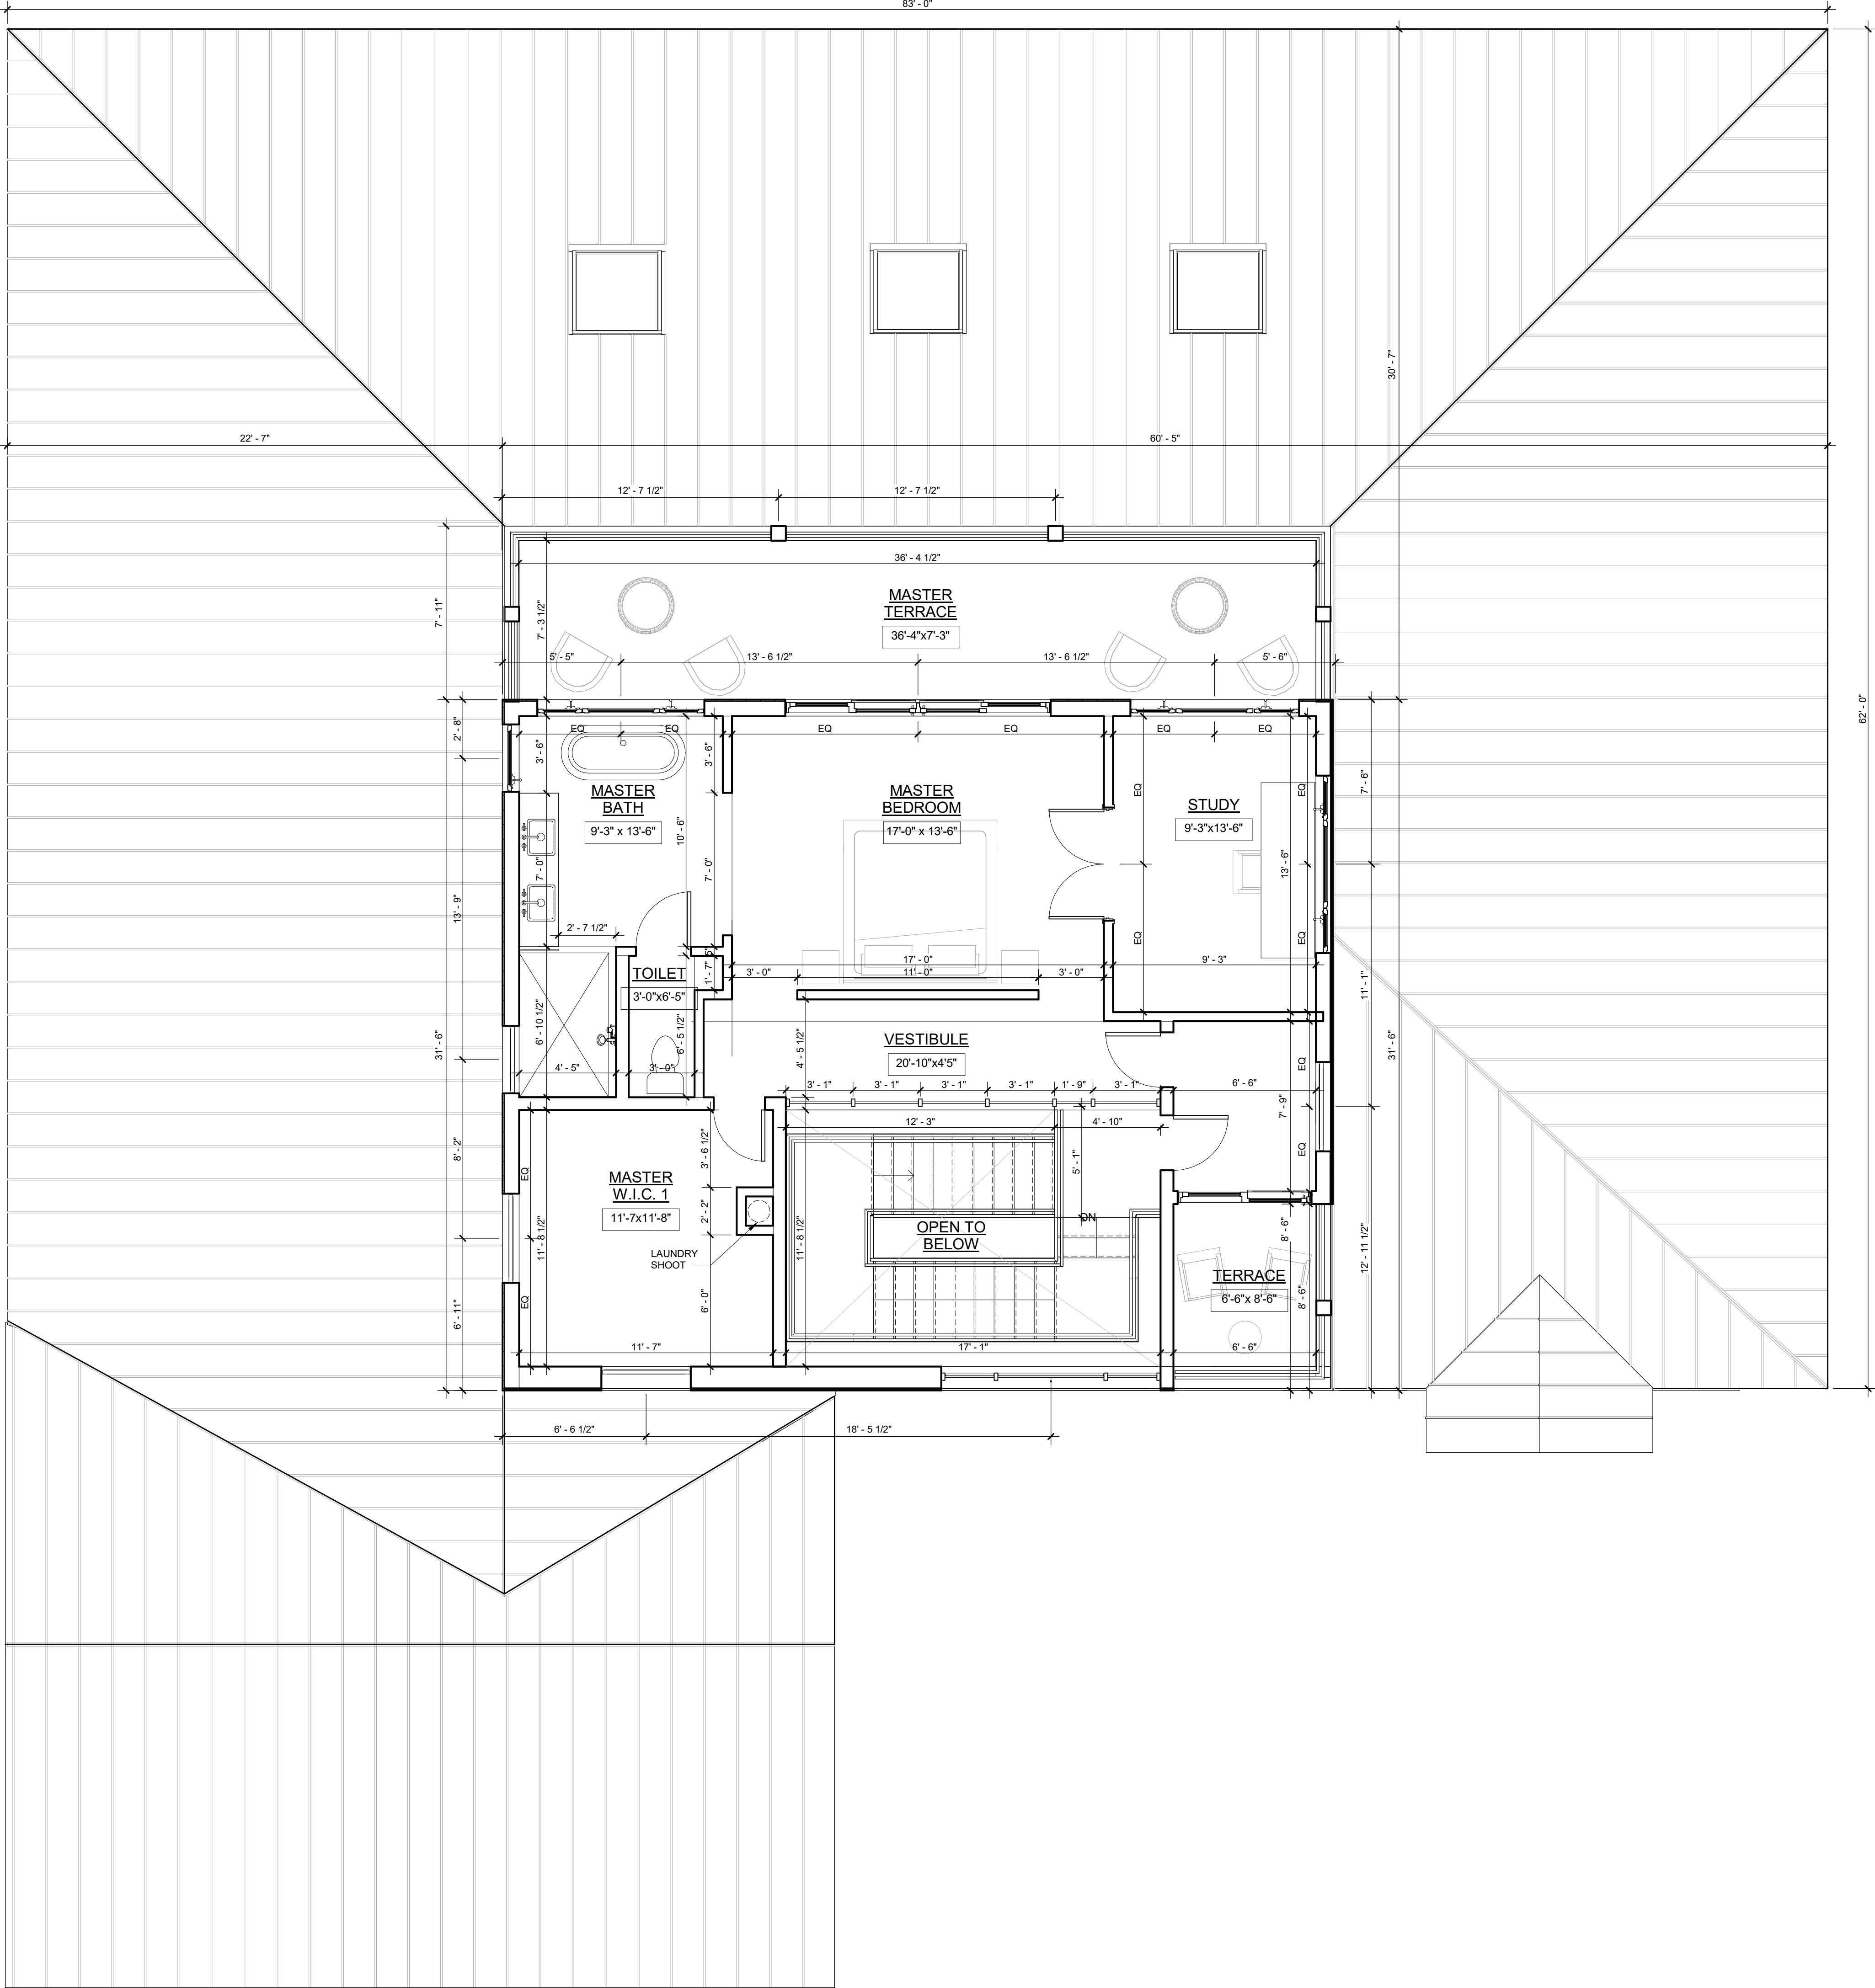 83' - 0"
30' - 7"
22' - 7"
60' - 5"
12' - 7 1/2"
12' - 7 1/2"
62' - 0"
36' - 4 1/2"
7' - 11"
7' - 3 1/2"
MASTER
TERRACE
36'-4"x7'-3"
5' - 5"
13' - 6 1/2"
13' - 6 1/2"
5' - 6"
2' - 8"
EQ
EQ
EQ
EQ
EQ
EQ
3' - 6"
3' - 6"
7' - 6"
EQ
EQ
MASTER
BATH
9'-3" x 13'-6"
MASTER
BEDROOM
17'-0" x 13'-6"
STUDY
9'-3"x13'-6"
10' - 6"
7' - 0"
7' - 0"
13' - 6"
13' - 9"
2' - 7 1/2"
EQ
EQ
5"
17' - 0"
9' - 3"
TOILET
3'-0"x6'-5"
1' - 7"
3' - 0"
11' - 0"
3' - 0"
11' - 1"
6' - 10 1/2"
6' - 5 1/2"
4' - 5 1/2"
VESTIBULE
20'-10"x4'5"
31' - 6"
31' - 6"
4' - 5"
3' - 0"
EQ
3' - 1"
3' - 1"
3' - 1"
3' - 1"
1' - 9"
3' - 1"
6' - 6"
7' - 9"
12' - 3"
4' - 10"
8' - 2"
EQ
3' - 6 1/2"
5' - 1"
EQ
MASTER
W.I.C. 1
11'-7x11'-8"
2' - 2"
11' - 8 1/2"
11' - 8 1/2"
OPEN TO
BELOW
DN
8' - 6"
12' - 11 1/2"
LAUNDRY
SHOOT
TERRACE
6'-6"x 8'-6"
8' - 6"
6' - 11"
EQ
6' - 0"
11' - 7"
17' - 1"
6' - 6"
6' - 6 1/2"
18' - 5 1/2"